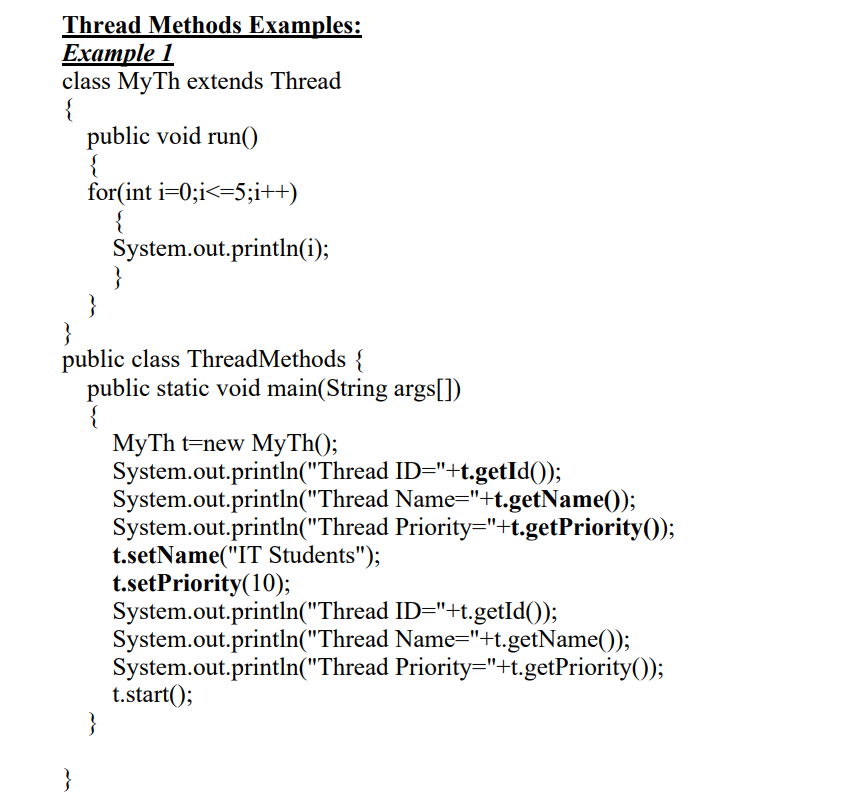 Thread Methods Examples:
Example 1
class MyTh extends Thread
{
public void run()
{
for(int i=0;i<=5;i++)
{
System.out.println(i);
}
}
}
public class ThreadMethods {
public static void main(String args[])
{
MyTh t=new MyTh();
System.out.println("Thread ID="+t.getId());
System.out.println("Thread Name="+t.getName());
System.out.println("Thread Priority="+t.getPriority());
t.setName("IT Students");
t.setPriority(10);
System.out.println("Thread ID="+t.getId());
System.out.println("Thread Name="+t.getName());
System.out.println("Thread Priority="+t.getPriority());
t.start();
}
}